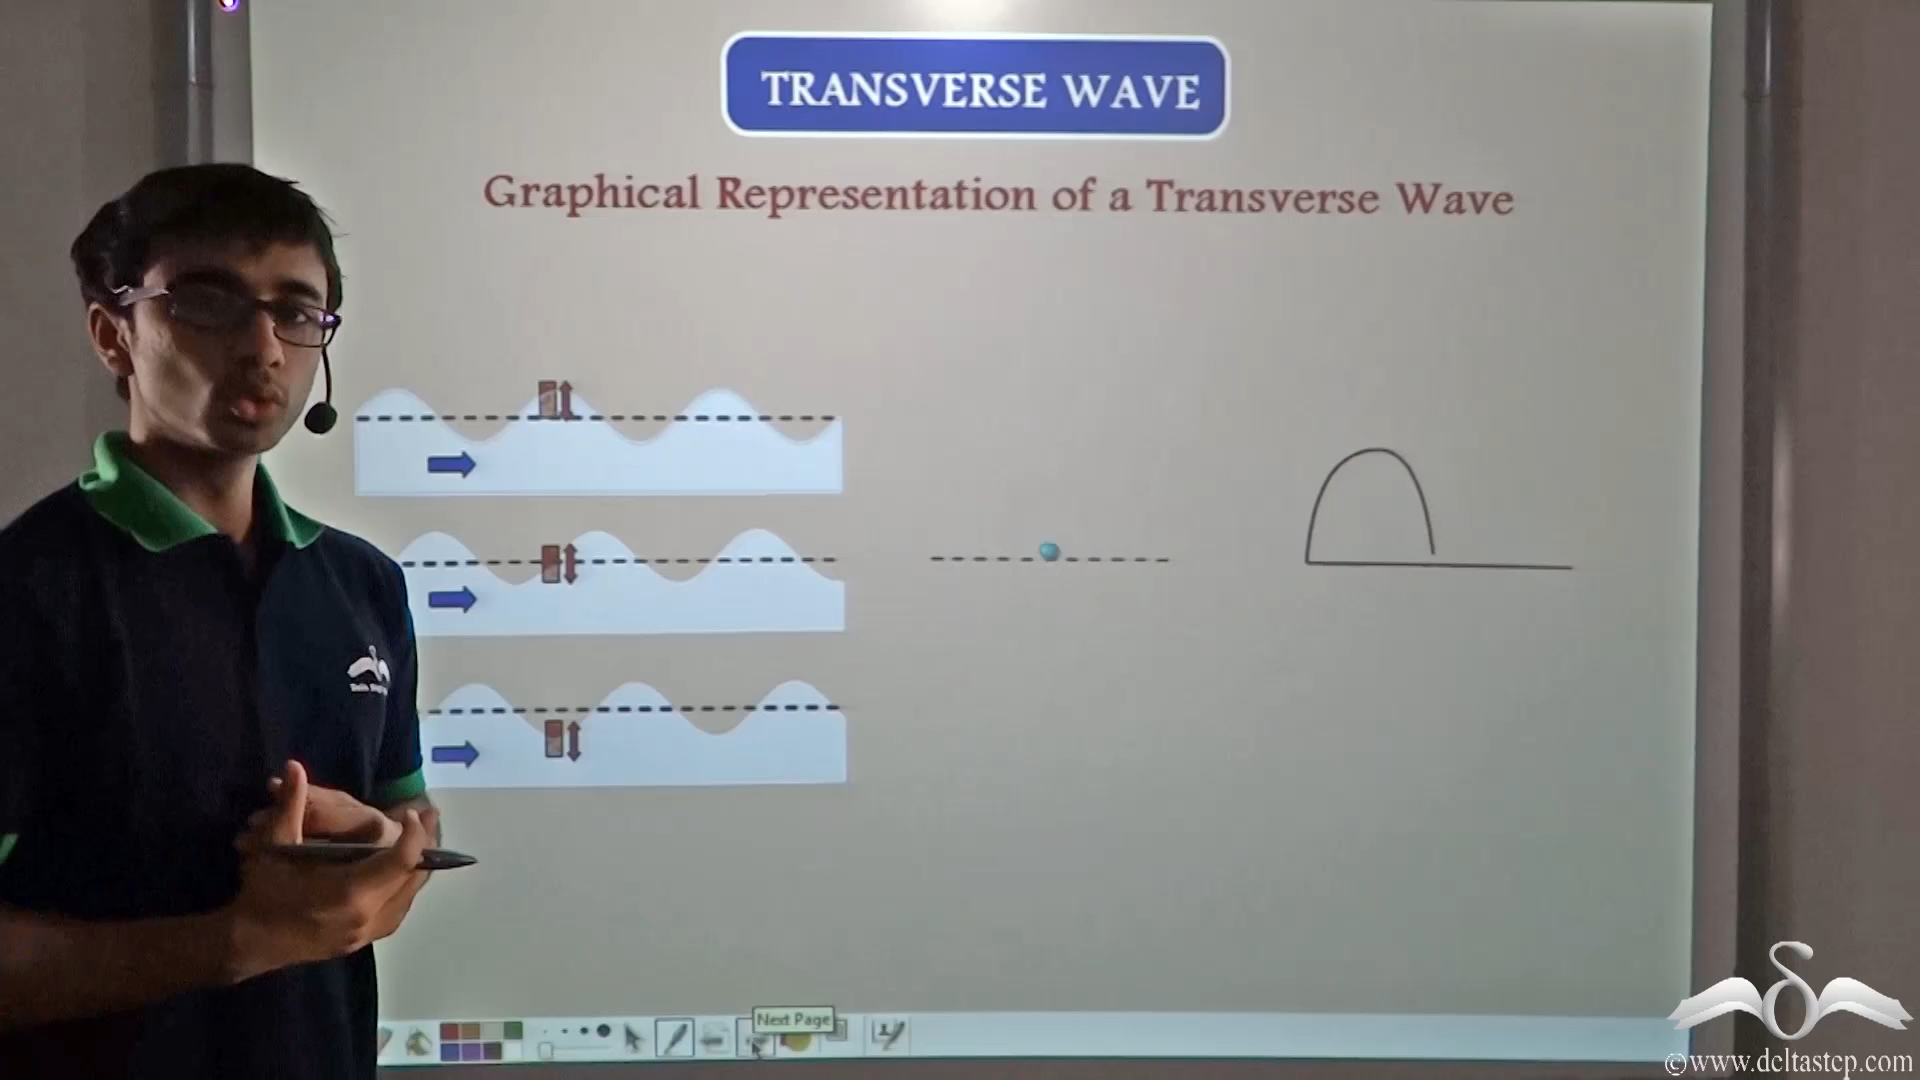 TRANSVERSE WAVE
Graphical Representation of a Transverse Wave
Next Page
©www.deltastep.com